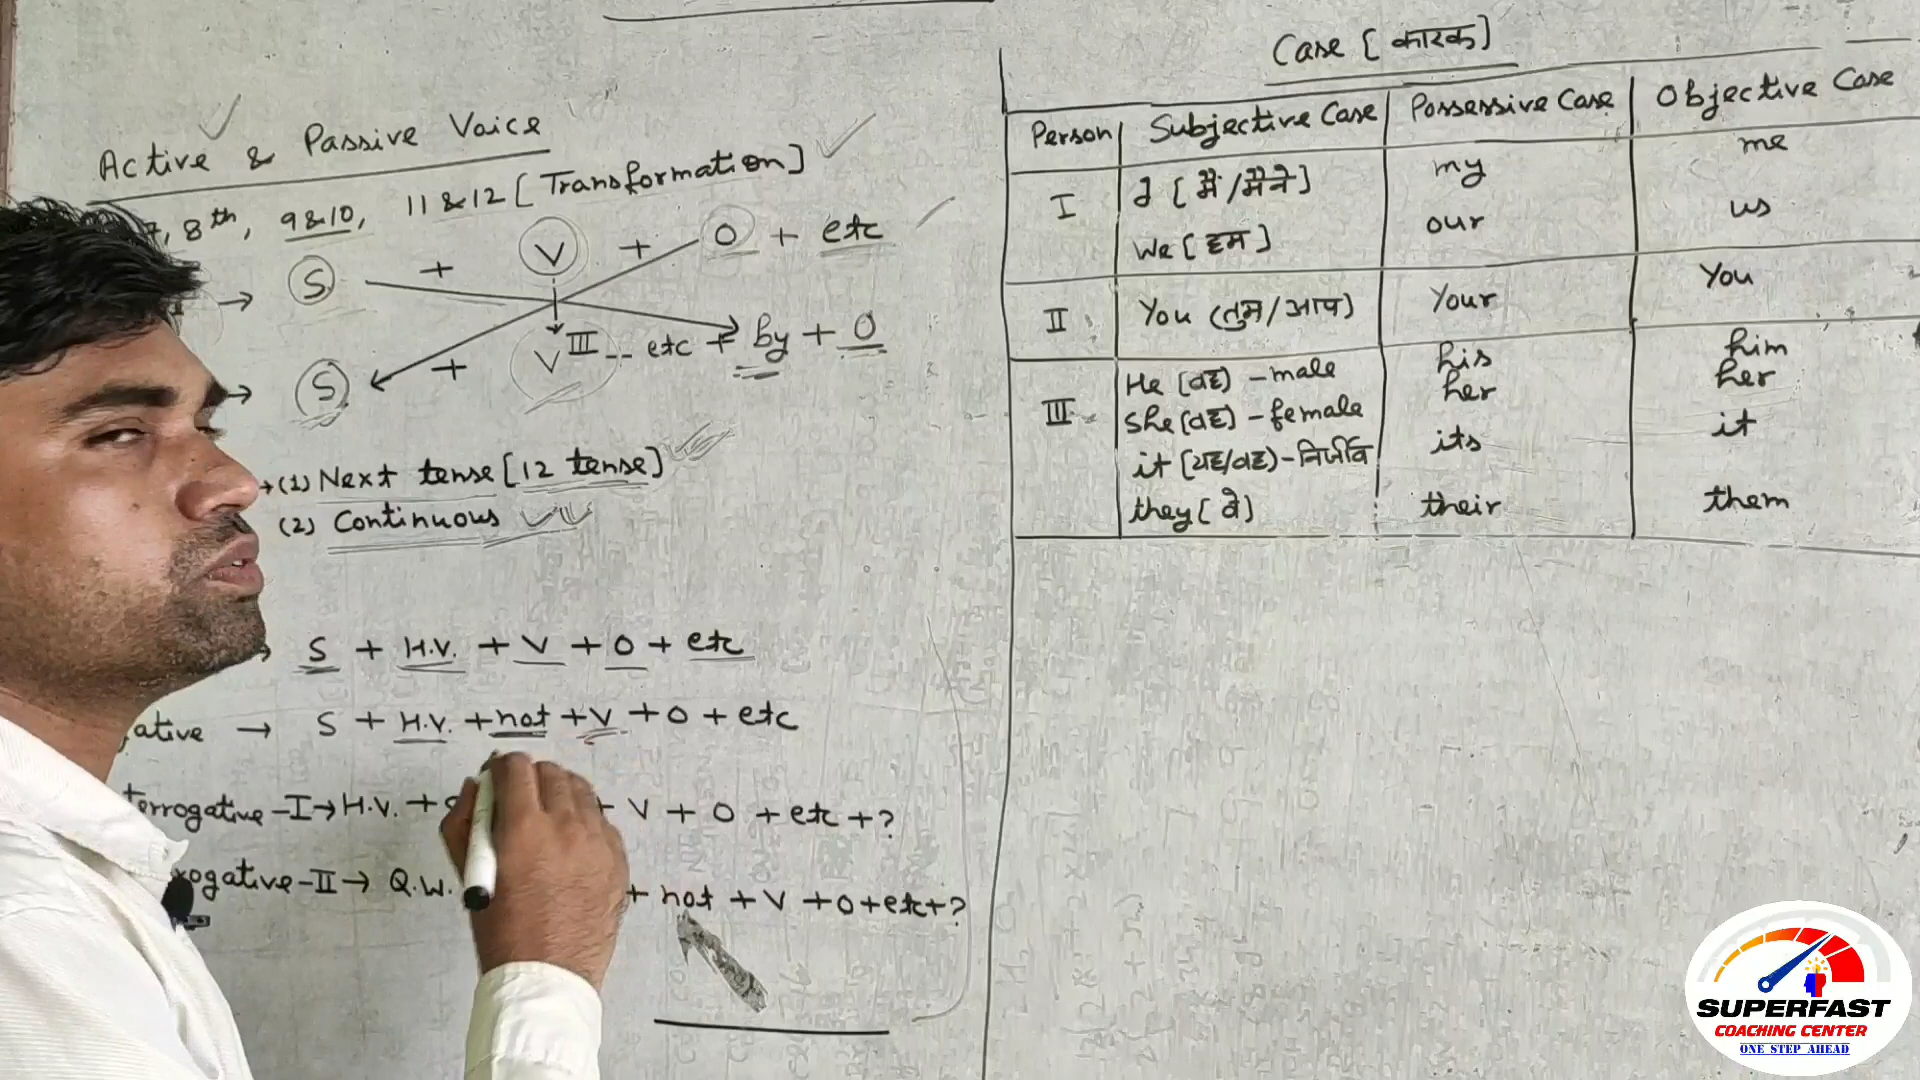 Active & Passive Voice
7, 8th, 9 & 10, 11 & 12 [Transformation]
→ S + V + O + etc
→ S + V III -- etc + by + O
→ (1) Next tense [12 tense]
(2) Continuous
S + H.V. + V + O + etc
ative → S + H.V. + not + V + O + etc
terrogative - I → H.V. + + V + O + etc + ?
rogative - II → Q.W. + not + V + O + etc + ?
Case [कारक]
Person Subjective Case Possessive Case Objective Case
I I [मैं/मैंने] my me
We [हम] our us
II You (तुम/आप) Your You
III He [वह) - male his him
She [वह) - female her her
it [यह/वह) - निर्जीव its it
they [वे) their them
SUPERFAST
COACHING CENTER
ONE STEP AHEAD